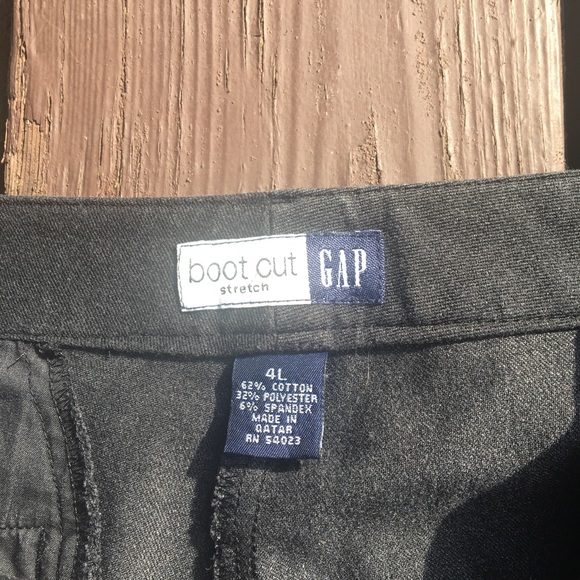 boot cut
stretch
GAP
4L
62% COTTON
32% POLYESTER
6% SPANDEX
MADE IN
QATAR
RN 54023